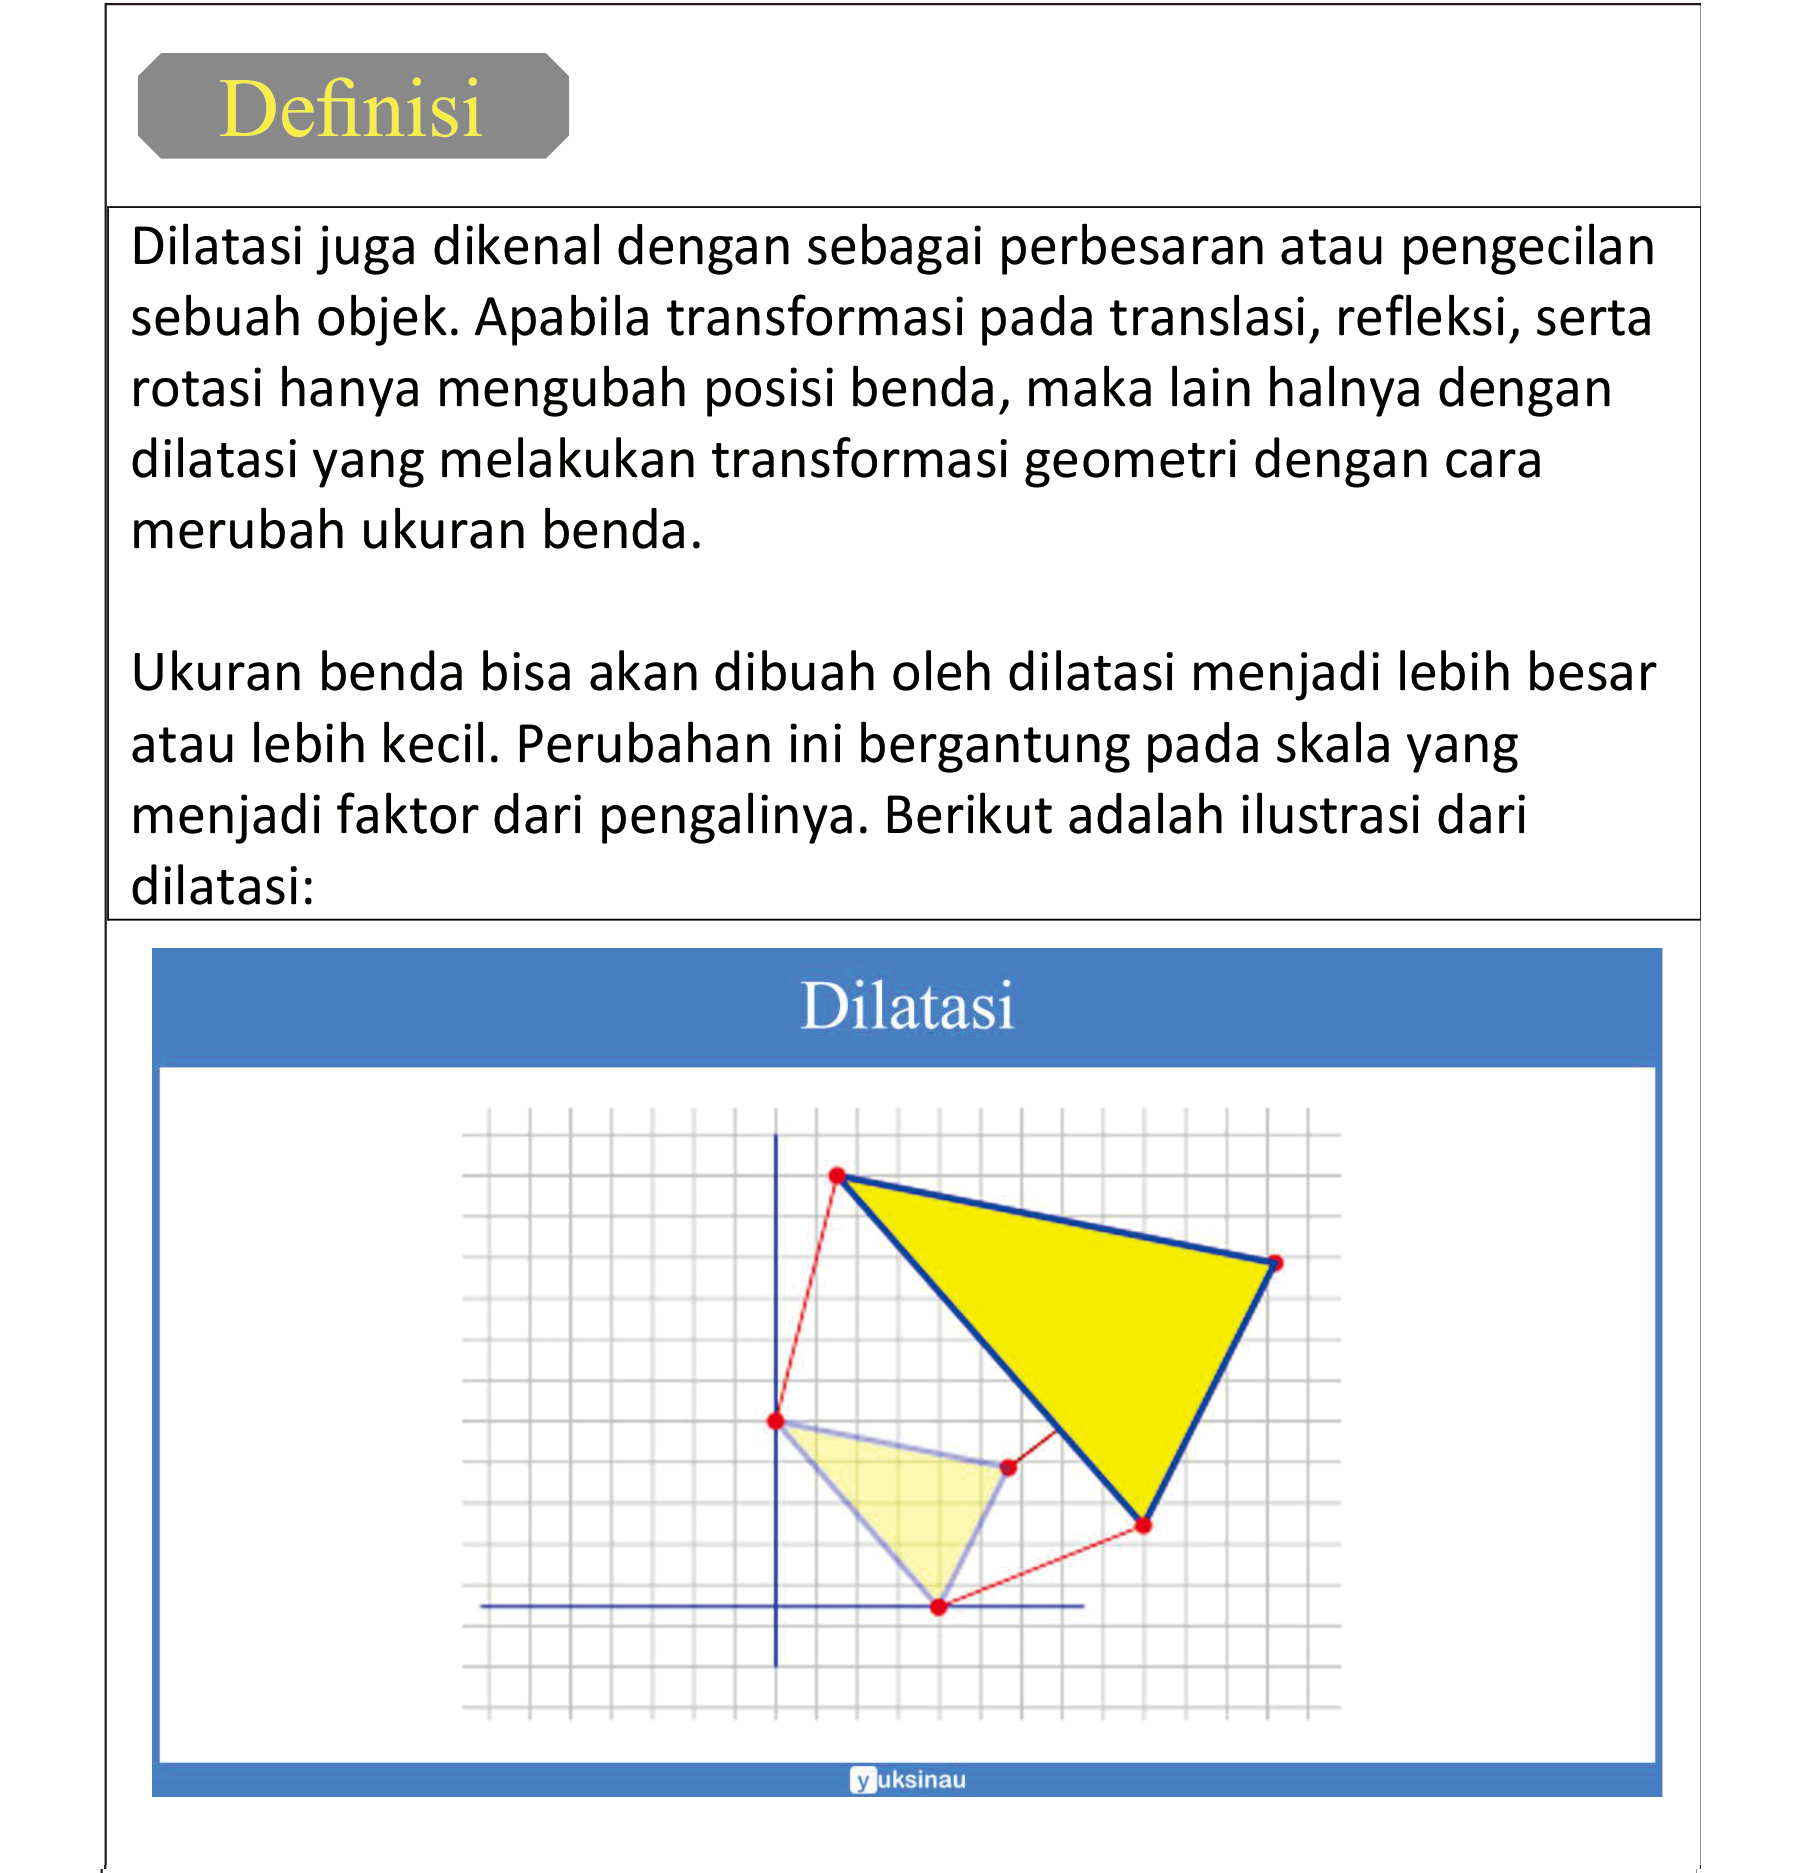 Definisi
Dilatasi juga dikenal dengan sebagai perbesaran atau pengecilan
sebuah objek. Apabila transformasi pada translasi, refleksi, serta
rotasi hanya mengubah posisi benda, maka lain halnya dengan
dilatasi yang melakukan transformasi geometri dengan cara
merubah ukuran benda.
Ukuran benda bisa akan dibuah oleh dilatasi menjadi lebih besar
atau lebih kecil. Perubahan ini bergantung pada skala yang
menjadi faktor dari pengalinya. Berikut adalah ilustrasi dari
dilatasi:
Dilatasi
yuksinau